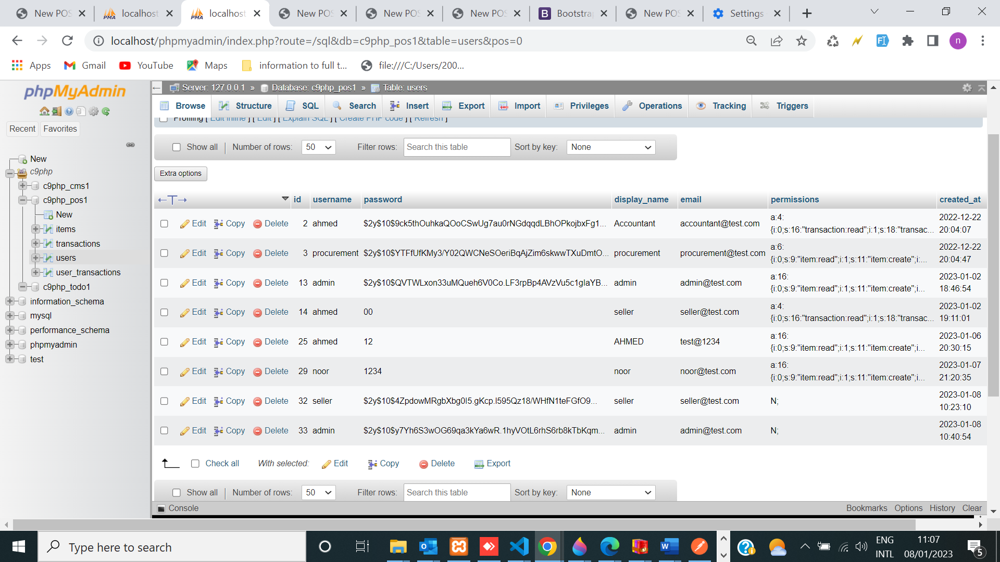 New POS localhost localhost New POS New POS New POS Bootstrap New POS Settings
localhost/phpmyadmin/index.php?route=/sql&db=c9php_pos1&table=users&pos=0 n
Apps Gmail YouTube Maps information to full t... file:///C:/Users/200...
phpMyAdmin
Recent Favorites
New
c9php
c9php_cms1
c9php_pos1
New
items
transactions
users
user_transactions
c9php_todo1
information_schema
mysql
performance_schema
phpmyadmin
test
Server: 127.0.0.1 » Database: c9php_pos1 » Table: users
Browse Structure SQL Search Insert Export Import Privileges Operations Tracking Triggers
Profiling [ Edit inline ] [ Edit ] [ Explain SQL ] [ Create PHP code ] [ Refresh ]
Show all Number of rows: 50 Filter rows: Search this table Sort by key: None
Extra options
id username password display_name email permissions created_at
Edit Copy Delete 2 ahmed $2y$10$9ck5thOuhkaQOoCSwUg7au0rNGdqqdLBhOPkojbxFg1... Accountant accountant@test.com a:4: {i:0;s:16:"transaction:read";i:1;s:18:"transac... 2022-12-22 20:04:07
Edit Copy Delete 3 procurement $2y$10$YTFfUfKMy3/Y02QWCNeSOeriBqAjZim6skwwTXuDmtO... procurement procurement@test.com a:6: {i:0;s:9:"item:read";i:1;s:11:"item:create";i:... 2022-12-22 20:04:47
Edit Copy Delete 13 admin $2y$10$QVTWLxon33uMQueh6V0Co.LF3rpBp4AVzVu5c1glaYB... admin admin@test.com a:16: {i:0;s:9:"item:read";i:1;s:11:"item:create";i... 2023-01-02 18:46:54
Edit Copy Delete 14 ahmed 00 seller seller@test.com a:4: {i:0;s:16:"transaction:read";i:1;s:18:"transac... 2023-01-02 19:11:01
Edit Copy Delete 25 ahmed 12 AHMED test@1234 a:16: {i:0;s:9:"item:read";i:1;s:11:"item:create";i... 2023-01-06 20:30:15
Edit Copy Delete 29 noor 1234 noor noor@test.com a:16: {i:0;s:9:"item:read";i:1;s:11:"item:create";i... 2023-01-07 21:20:35
Edit Copy Delete 32 seller $2y$10$4ZpdowMRgbXbg0I5.gKcp.l595Qz18/WHfN1teFGfO9... seller seller@test.com N; 2023-01-08 10:23:10
Edit Copy Delete 33 admin $2y$10$y7Yh6S3wOG69qa3kYa6wR.1hyVOtL6rhS6rb8kTbKqm... admin admin@test.com N; 2023-01-08 10:40:54
Check all With selected: Edit Copy Delete Export
Show all Number of rows: 50 Filter rows: Search this table Sort by key: None
Console Bookmarks Options History Clear
Type here to search ENG INTL 11:07 08/01/2023 5